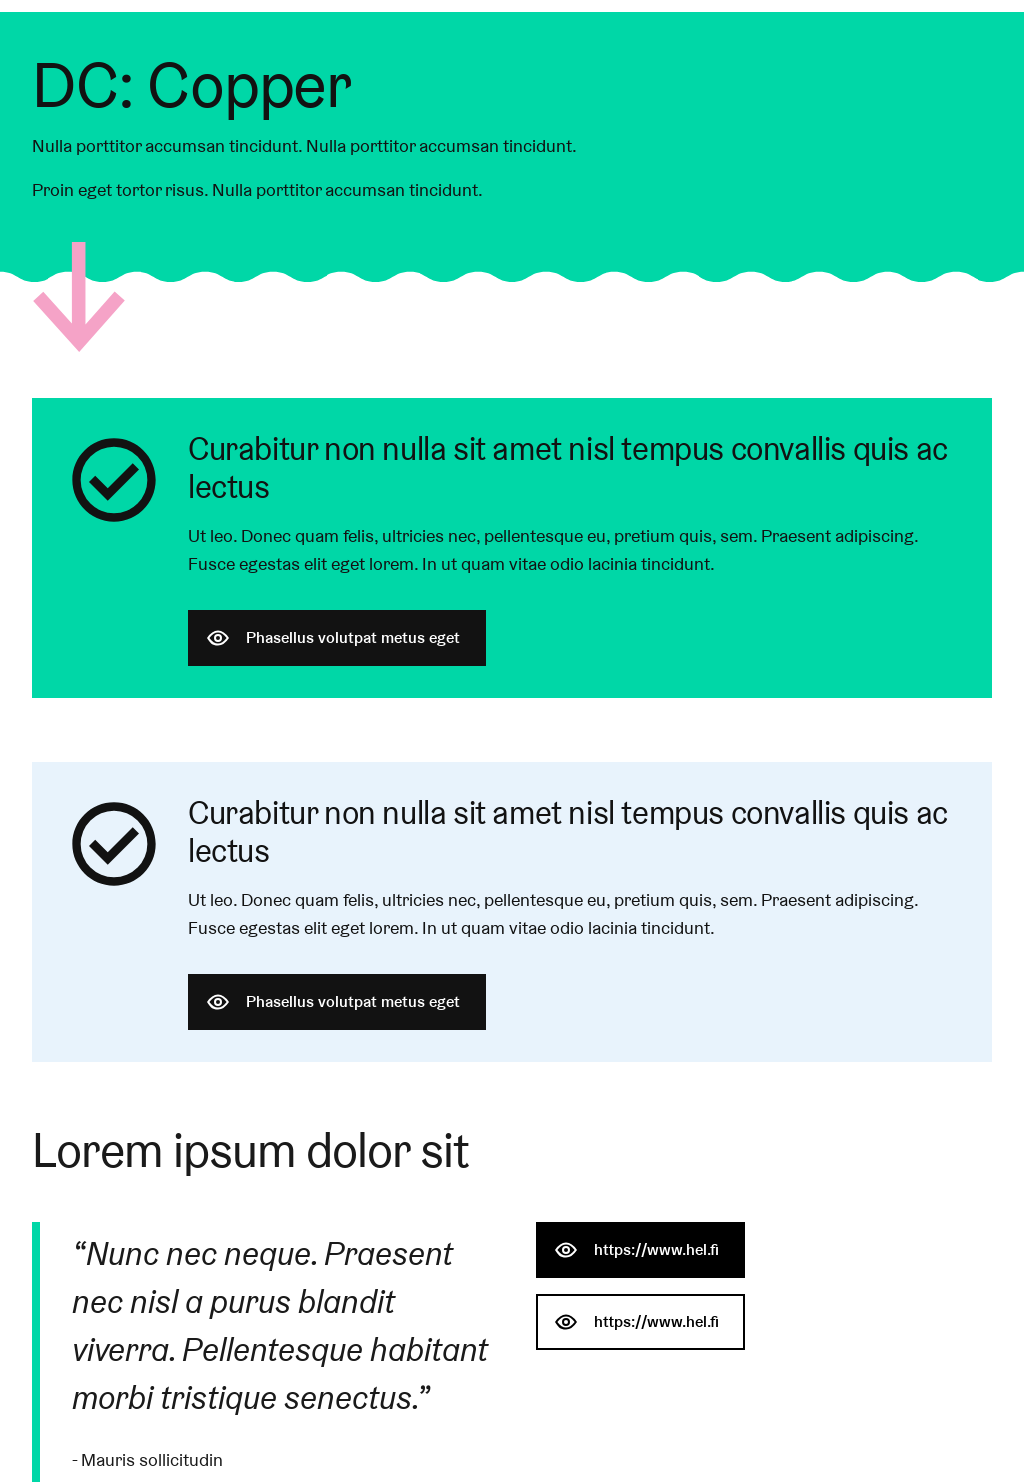 DC: Copper
Nulla porttitor accumsan tincidunt. Nulla porttitor accumsan tincidunt.
Proin eget tortor risus. Nulla porttitor accumsan tincidunt.
Curabitur non nulla sit amet nisl tempus convallis quis ac
lectus
Ut leo. Donec quam felis, ultricies nec, pellentesque eu, pretium quis, sem. Praesent adipiscing.
Fusce egestas elit eget lorem. In ut quam vitae odio lacinia tincidunt.
Phasellus volutpat metus eget
Curabitur non nulla sit amet nisl tempus convallis quis ac
lectus
Ut leo. Donec quam felis, ultricies nec, pellentesque eu, pretium quis, sem. Praesent adipiscing.
Fusce egestas elit eget lorem. In ut quam vitae odio lacinia tincidunt.
Phasellus volutpat metus eget
Lorem ipsum dolor sit
“Nunc nec neque. Praesent
nec nisl a purus blandit
viverra. Pellentesque habitant
morbi tristique senectus.”
- Mauris sollicitudin
https://www.hel.fi
https://www.hel.fi